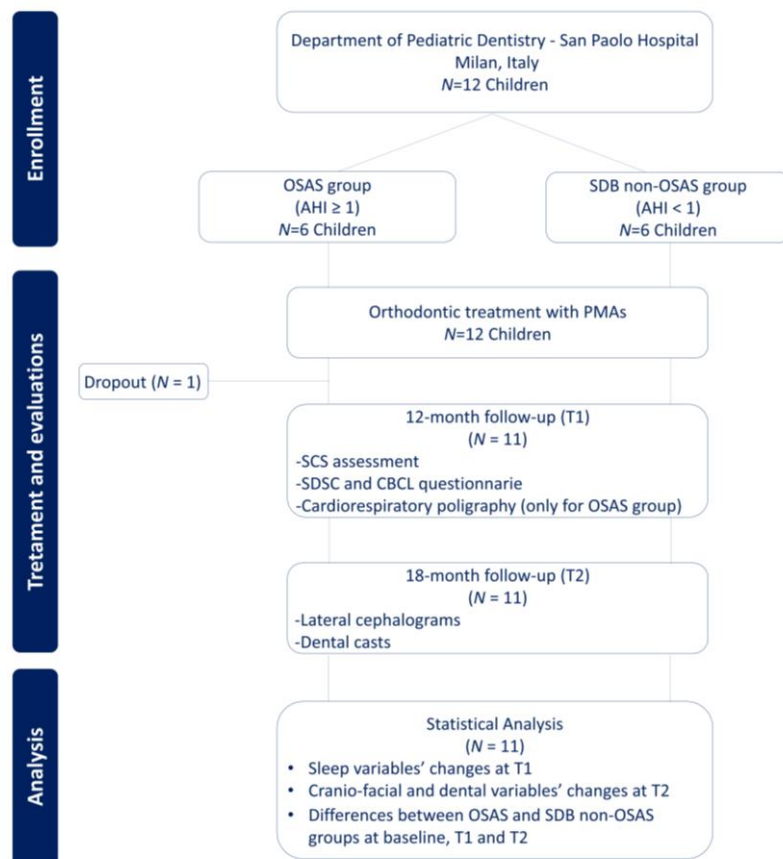 Enrollment
Department of Pediatric Dentistry - San Paolo Hospital
Milan, Italy
N=12 Children
OSAS group
(AHI ≥ 1)
N=6 Children
SDB non-OSAS group
(AHI < 1)
N=6 Children
Tretament and evaluations
Orthodontic treatment with PMAs
N=12 Children
Dropout (N = 1)
12-month follow-up (T1)
(N = 11)
-SCS assessment
-SDSC and CBCL questionnarie
-Cardiorespiratory poligraphy (only for OSAS group)
18-month follow-up (T2)
(N = 11)
-Lateral cephalograms
-Dental casts
Analysis
Statistical Analysis
(N = 11)
• Sleep variables’ changes at T1
• Cranio-facial and dental variables’ changes at T2
• Differences between OSAS and SDB non-OSAS
groups at baseline, T1 and T2